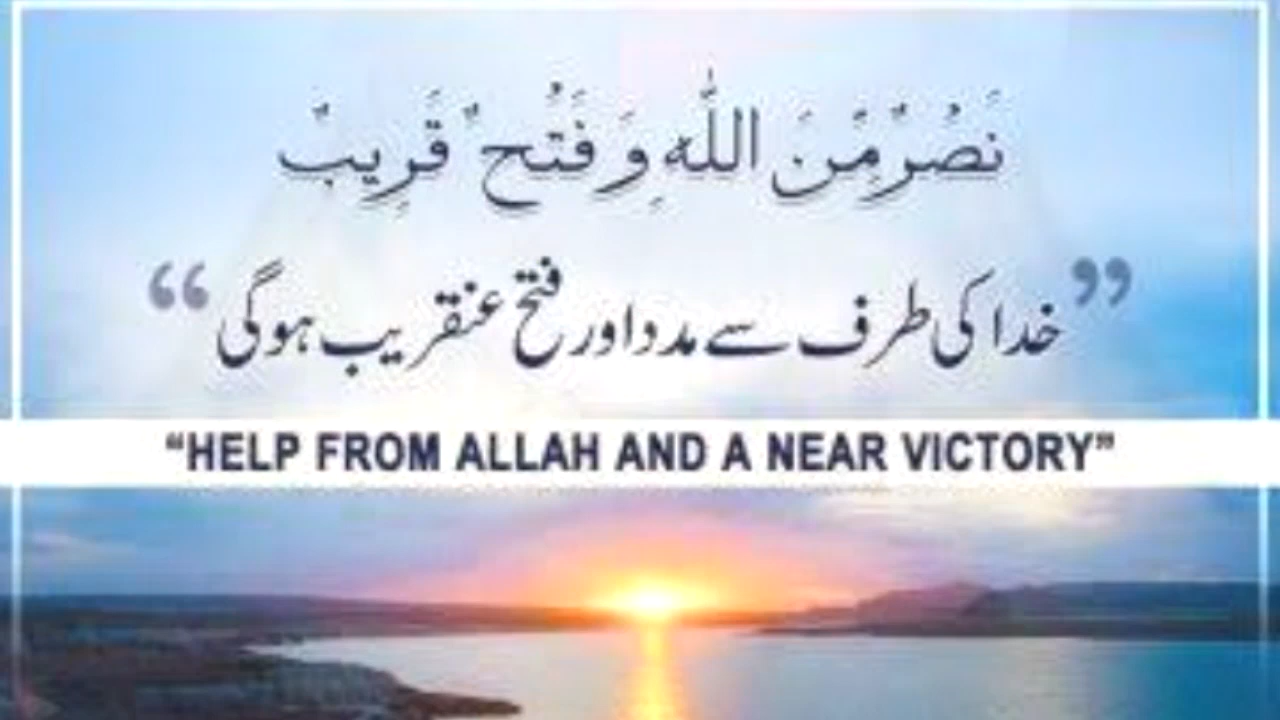 نَصْرٌ مِّنَ اللّٰهِ وَفَتْحٌ قَرِيبٌ
”خدا کی طرف سے مدد اور فتح عنقریب ہوگی“
“HELP FROM ALLAH AND A NEAR VICTORY”